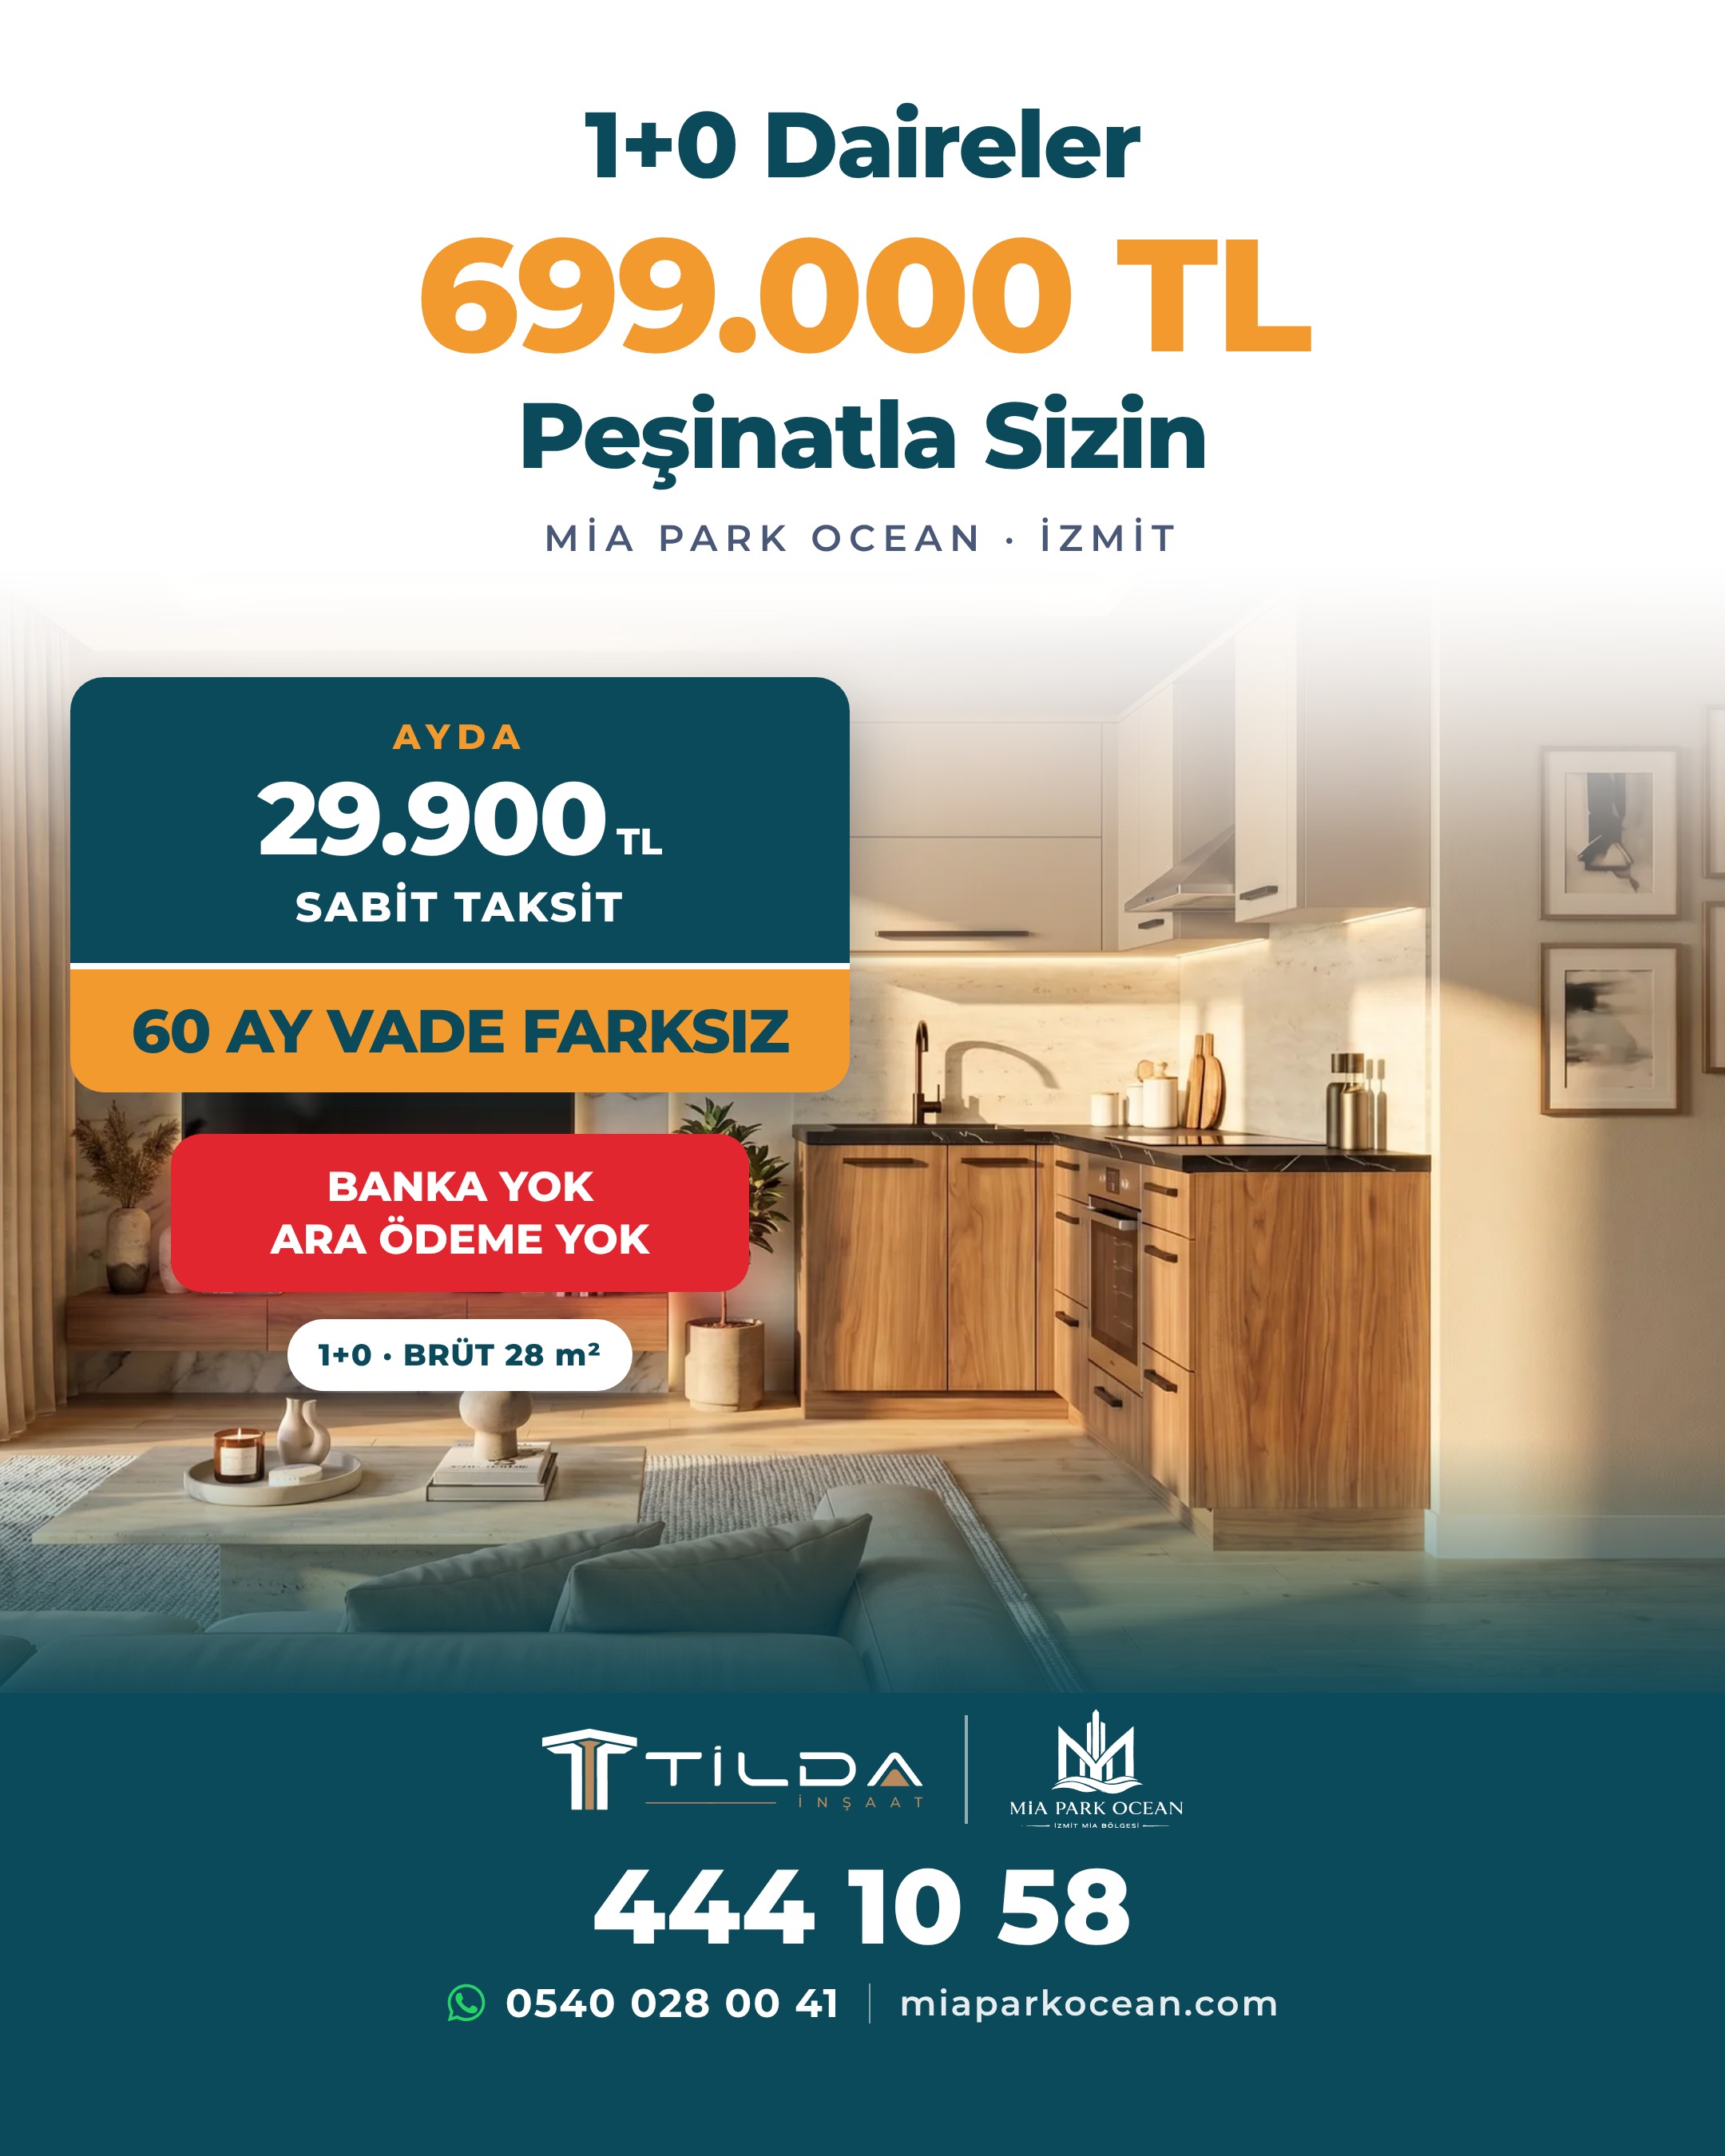 1+0 Daireler
699.000 TL
Peşinatla Sizin
MİA PARK OCEAN · İZMİT
AYDA
29.900 TL
SABİT TAKSİT
60 AY VADE FARKSIZ
BANKA YOK
ARA ÖDEME YOK
1+0 • BRÜT 28 m²
TİLDA
İNŞAAT
MİA PARK OCEAN
İZMİT MİA BÖLGESİ
444 10 58
0540 028 00 41
miaparkocean.com